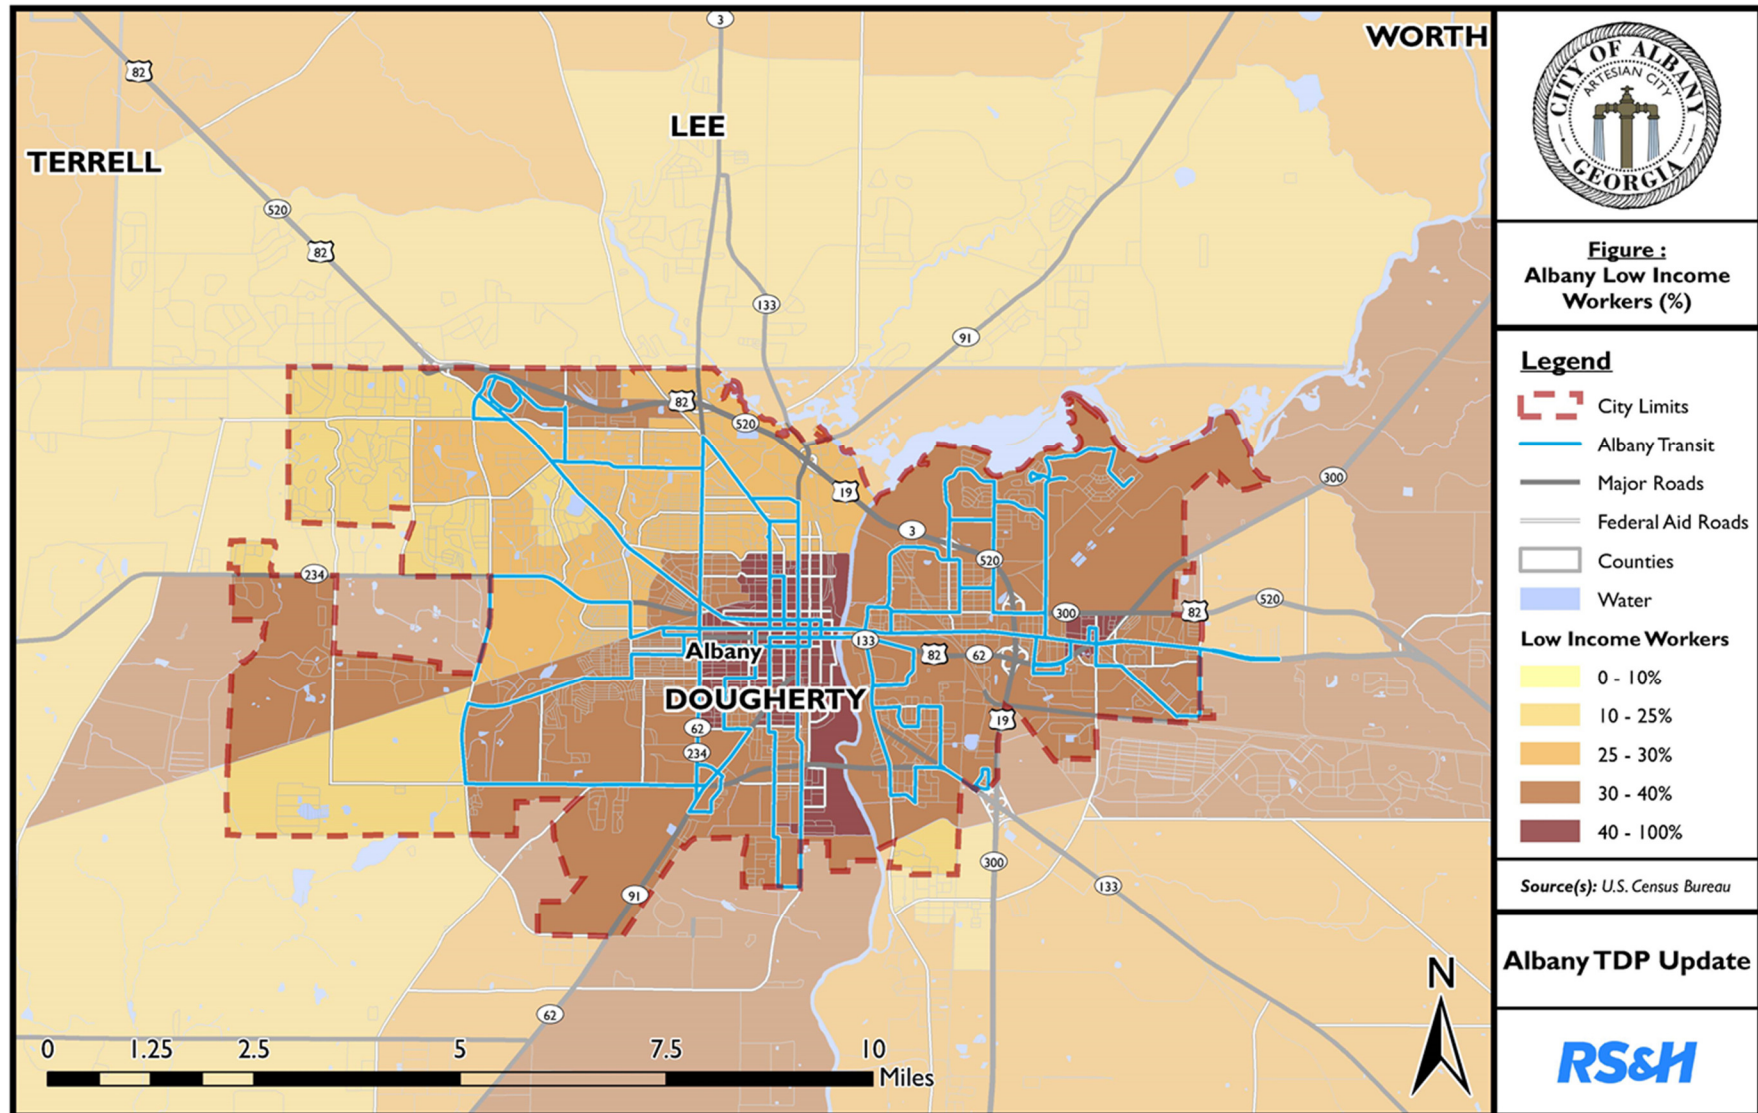 WORTH
3
82
LEE
TERRELL
520
82
133
91
82
520
19
300
3
520
234
300
82
520
133
Albany
82
62
DOUGHERTY
19
62
234
300
133
91
62
0 1.25 2.5 5 7.5 10
Miles
N
CITY OF ALBANY
ARTESIAN CITY
GEORGIA
Figure :
Albany Low Income
Workers (%)
Legend
City Limits
Albany Transit
Major Roads
Federal Aid Roads
Counties
Water
Low Income Workers
0 - 10%
10 - 25%
25 - 30%
30 - 40%
40 - 100%
Source(s): U.S. Census Bureau
Albany TDP Update
RS&H